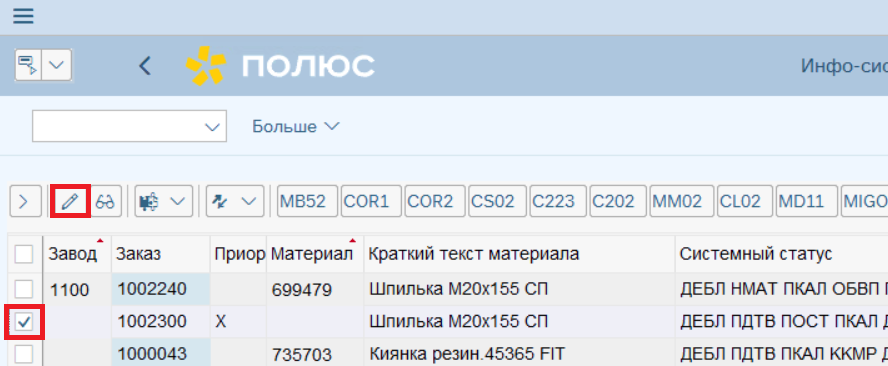 ПОЛЮС
Инфо-сис
Больше
MB52 COR1 COR2 CS02 C223 C202 MM02 CL02 MD11 MIGO
Завод Заказ Приор Материал Краткий текст материала Системный статус
1100 1002240 699479 Шпилька М20х155 СП ДЕБЛ НМАТ ПКАЛ ОБВП
1002300 X Шпилька М20х155 СП ДЕБЛ ПДТВ ПОСТ ПКАЛ
1000043 735703 Киянка резин.45365 FIT ДЕБЛ ПДТВ ПКАЛ ККМР